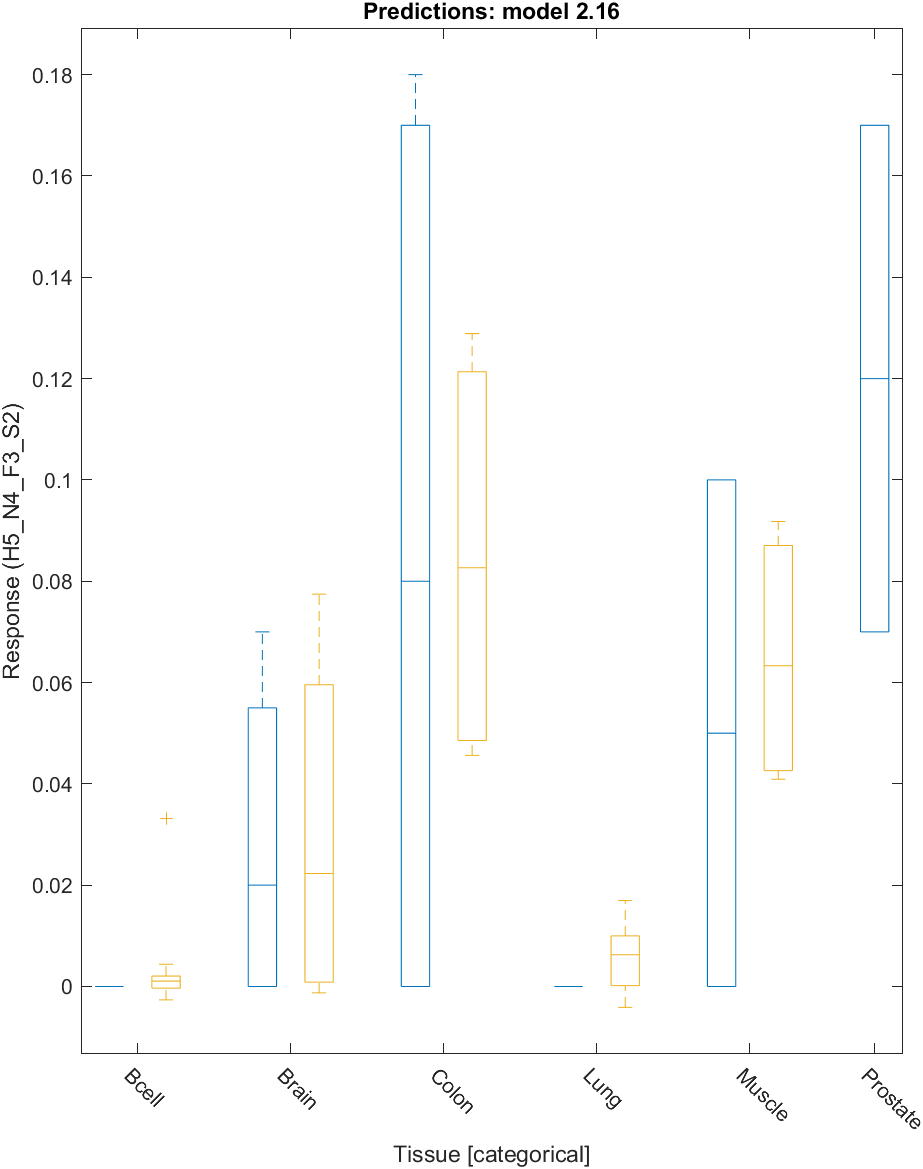 Predictions: model 2.16
0.18
0.16
0.14
0.12
0.1
0.08
0.06
0.04
0.02
0
Response (H5_N4_F3_S2)
Bcell
Brain
Colon
Lung
Muscle
Prostate
Tissue [categorical]